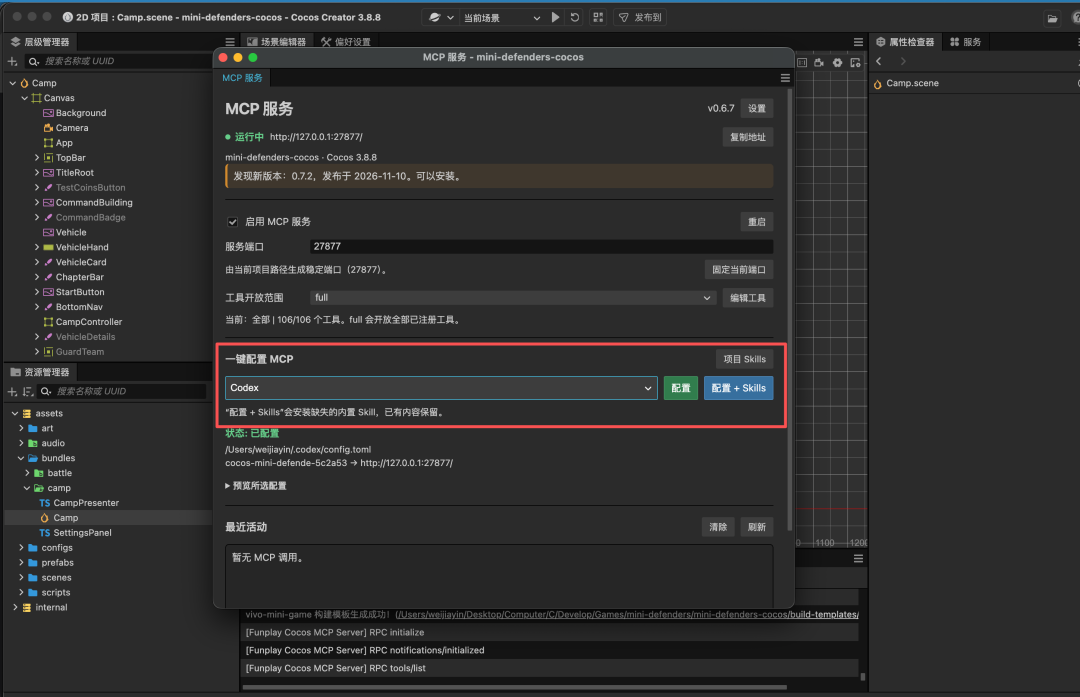 2D 项目：Camp.scene - mini-defenders-cocos - Cocos Creator 3.8.8
当前场景
发布到
层级管理器
搜索名称或 UUID
Camp
Canvas
Background
Camera
App
TopBar
TitleRoot
TestCoinsButton
CommandBuilding
CommandBadge
Vehicle
VehicleHand
VehicleCard
ChapterBar
StartButton
BottomNav
CampController
VehicleDetails
GuardTeam
资源管理器
搜索名称或 UUID
assets
art
audio
bundles
battle
camp
TS CampPresenter
Camp
TS SettingsPanel
configs
prefabs
scenes
scripts
internal
场景编辑器
偏好设置
MCP 服务 - mini-defenders-cocos
MCP 服务
MCP 服务
v0.6.7
设置
运行中 http://127.0.0.1:27877/
复制地址
mini-defenders-cocos · Cocos 3.8.8
发现新版本：0.7.2，发布于 2026-11-10。可以安装。
启用 MCP 服务
重启
服务端口
27877
由当前项目路径生成稳定端口（27877）。
固定当前端口
工具开放范围
full
编辑工具
当前：全部 | 106/106 个工具。full 会开放全部已注册工具。
一键配置 MCP
项目 Skills
Codex
配置
配置 + Skills
“配置 + Skills”会安装缺失的内置 Skill，已有内容保留。
状态: 已配置
/Users/weijiayin/.codex/config.toml
cocos-mini-defende-5c2a53 → http://127.0.0.1:27877/
预览所选配置
最近活动
清除
刷新
暂无 MCP 调用。
1100
1200
vivo-mini-game 构建模板生成成功！(/Users/weijiayin/Desktop/Computer/C/Develop/Games/mini-defenders/mini-defenders-cocos/build-templates/
[Funplay Cocos MCP Server] RPC initialize
[Funplay Cocos MCP Server] RPC notifications/initialized
[Funplay Cocos MCP Server] RPC tools/list
属性检查器
服务
Camp.scene